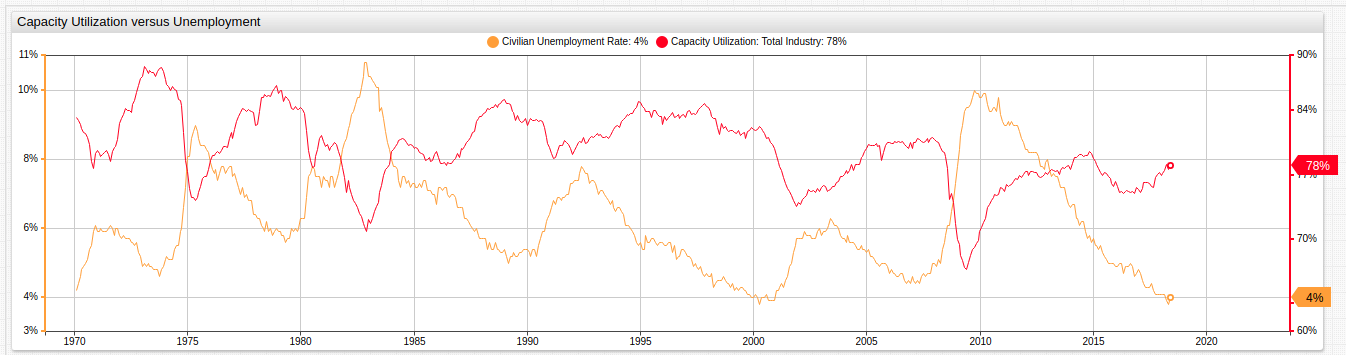 Capacity Utilization versus Unemployment
Civilian Unemployment Rate: 4% Capacity Utilization: Total Industry: 78%
11% 90%
10% 84%
8% 78%
77%
6% 70%
4% 4%
3% 60%
1970 1975 1980 1985 1990 1995 2000 2005 2010 2015 2020